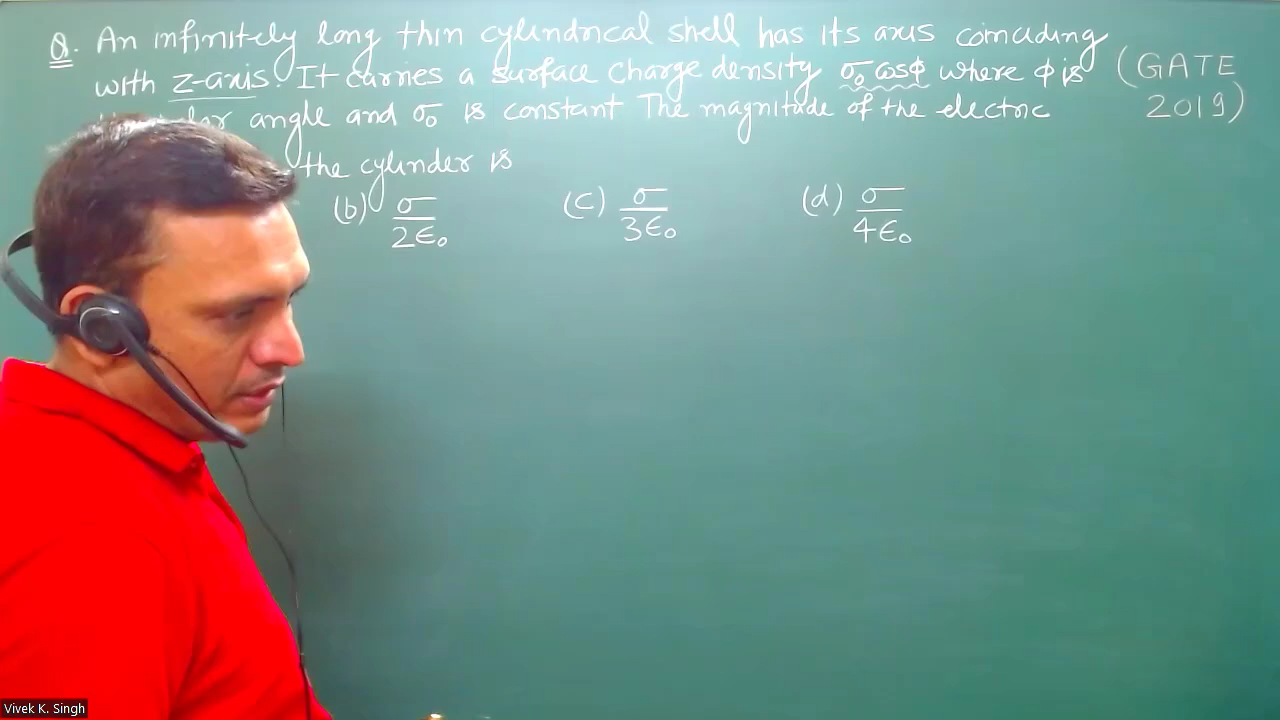 Q. An infinitely long thin cylindrical shell has its axis coinciding
with z-axis. It carries a surface charge density σ₀ cosϕ where ϕ is (GATE
angle and σ₀ is constant The magnitude of the electric 2019)
the cylinder is
(b) σ/2ϵ₀ (c) σ/3ϵ₀ (d) σ/4ϵ₀
Vivek K. Singh